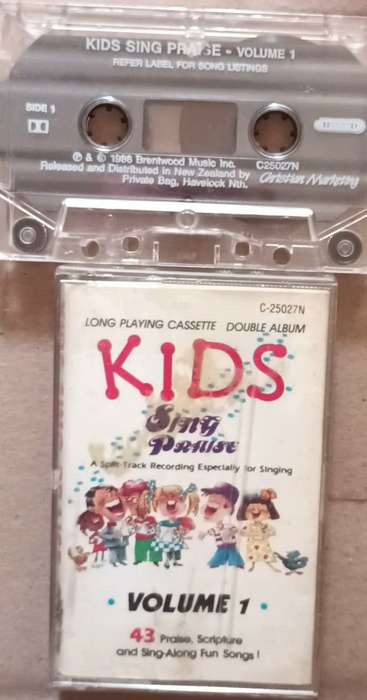 KIDS SING PRAISE - VOLUME 1
REFER LABEL FOR SONG LISTINGS
SIDE 1
℗ & © 1986 Brentwood Music Inc.
C25027N
Released and Distributed in New Zealand by
Private Bag, Havelock Nth.
Christian Marketing
C-25027N
LONG PLAYING CASSETTE DOUBLE ALBUM
KIDS
SING
PRAISE
A Split-Track Recording Especially for Singing
• VOLUME 1 •
43 Praise, Scripture
and Sing-Along Fun Songs!